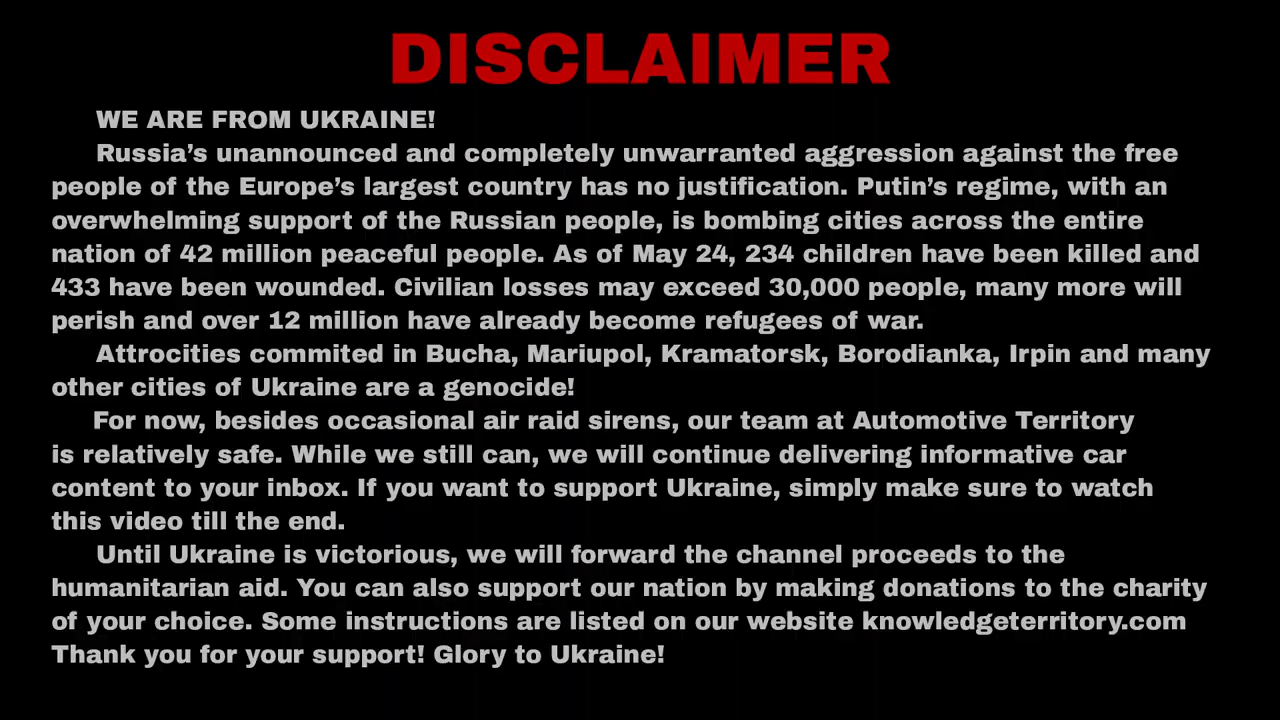 DISCLAIMER
WE ARE FROM UKRAINE!
Russia’s unannounced and completely unwarranted aggression against the free
people of the Europe’s largest country has no justification. Putin’s regime, with an
overwhelming support of the Russian people, is bombing cities across the entire
nation of 42 million peaceful people. As of May 24, 234 children have been killed and
433 have been wounded. Civilian losses may exceed 30,000 people, many more will
perish and over 12 million have already become refugees of war.
Attrocities commited in Bucha, Mariupol, Kramatorsk, Borodianka, Irpin and many
other cities of Ukraine are a genocide!
For now, besides occasional air raid sirens, our team at Automotive Territory
is relatively safe. While we still can, we will continue delivering informative car
content to your inbox. If you want to support Ukraine, simply make sure to watch
this video till the end.
Until Ukraine is victorious, we will forward the channel proceeds to the
humanitarian aid. You can also support our nation by making donations to the charity
of your choice. Some instructions are listed on our website knowledgeterritory.com
Thank you for your support! Glory to Ukraine!